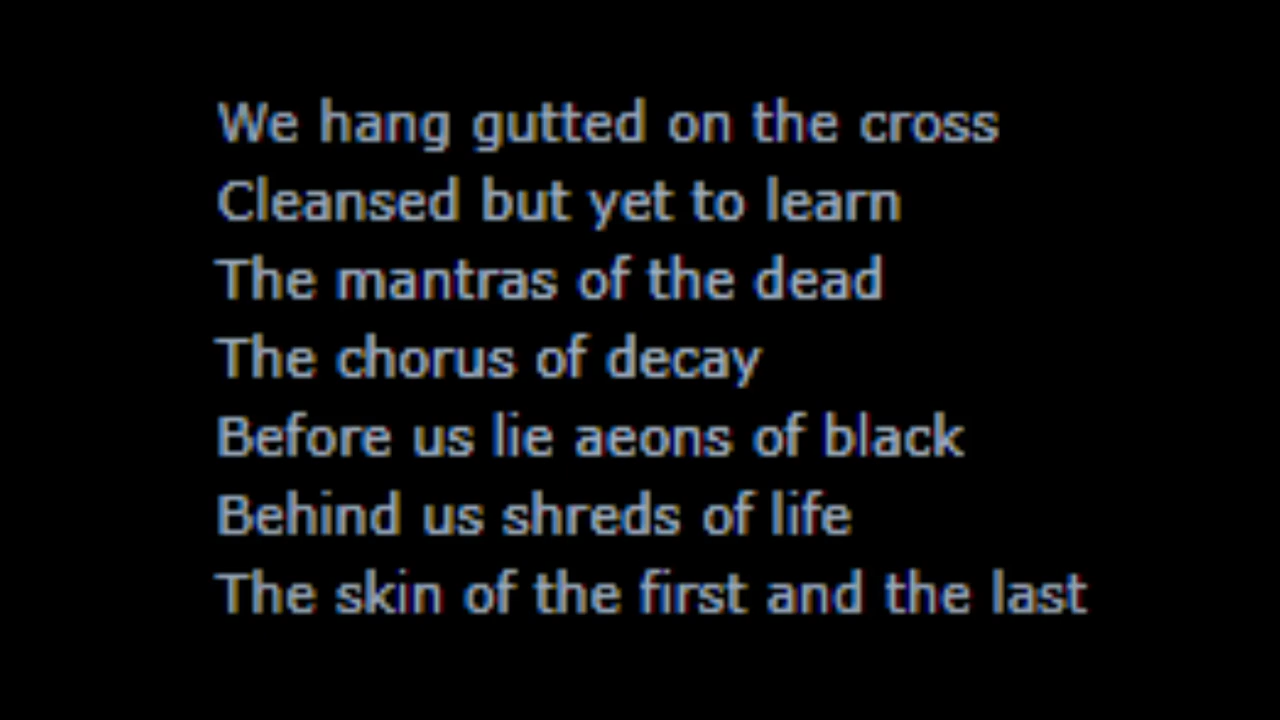 We hang gutted on the cross
Cleansed but yet to learn
The mantras of the dead
The chorus of decay
Before us lie aeons of black
Behind us shreds of life
The skin of the first and the last